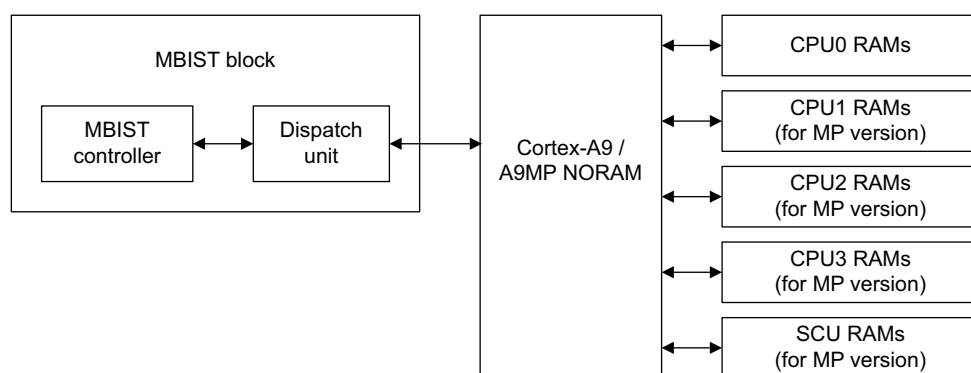 MBIST block
MBIST
controller
Dispatch
unit
Cortex-A9 /
A9MP NORAM
CPU0 RAMs
CPU1 RAMs
(for MP version)
CPU2 RAMs
(for MP version)
CPU3 RAMs
(for MP version)
SCU RAMs
(for MP version)